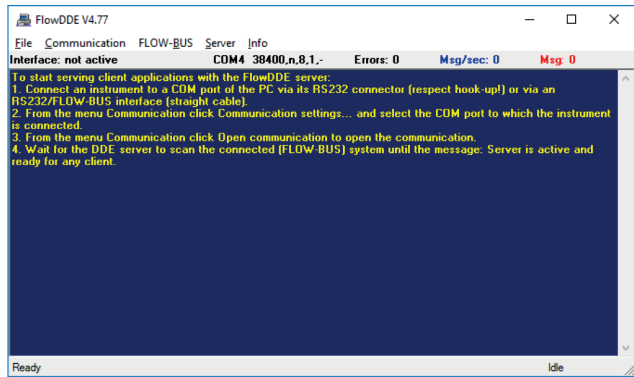 FlowDDE V4.77
File Communication FLOW-BUS Server Info
Interface: not active COM4 38400,n,8,1,- Errors: 0 Msg/sec: 0 Msg: 0
To start serving client applications with the FlowDDE server:
1. Connect an instrument to a COM port of the PC via its RS232 connector (respect hook-up!) or via an
RS232/FLOW-BUS interface (straight cable).
2. From the menu Communication click Communication settings... and select the COM port to which the instrument
is connected.
3. From the menu Communication click Open communication to open the communication.
4. Wait for the DDE server to scan the connected (FLOW-BUS) system until the message: Server is active and
ready for any client.
Ready Idle